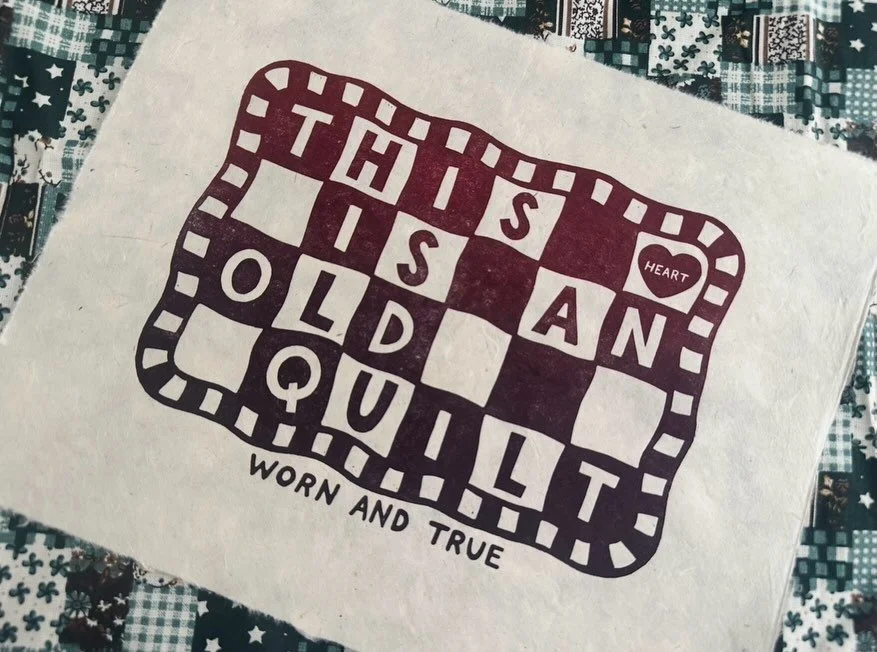 THIS HEART
IS AN
OLD
QUILT
WORN AND TRUE